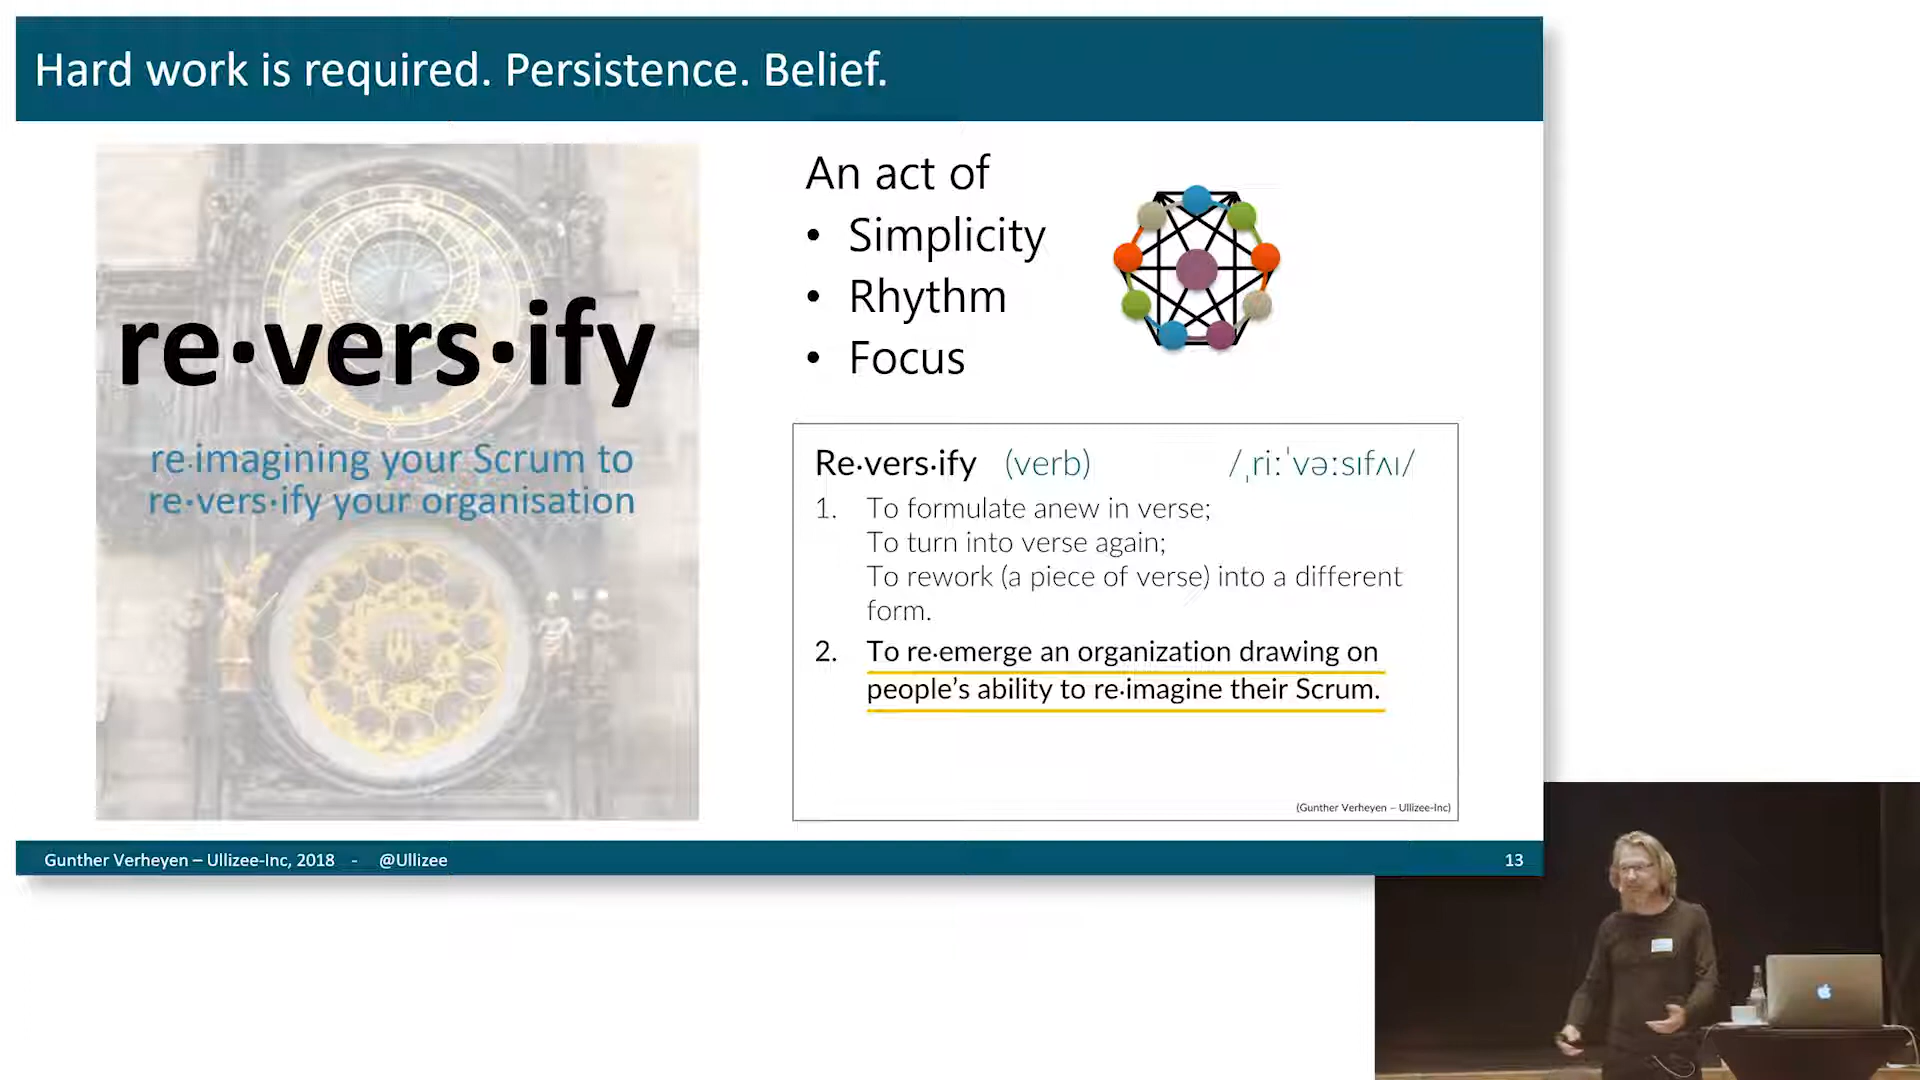 Hard work is required. Persistence. Belief.
re·vers·ify
re·imagining your Scrum to
re·vers·ify your organisation
An act of
• Simplicity
• Rhythm
• Focus
Re·vers·ify (verb) /ˌriːˈvəːsɪfʌɪ/
1. To formulate anew in verse;
To turn into verse again;
To rework (a piece of verse) into a different
form.
2. To re·emerge an organization drawing on
people’s ability to re·imagine their Scrum.
(Gunther Verheyen – Ullizee-Inc)
Gunther Verheyen – Ullizee-Inc, 2018 - @Ullizee
13